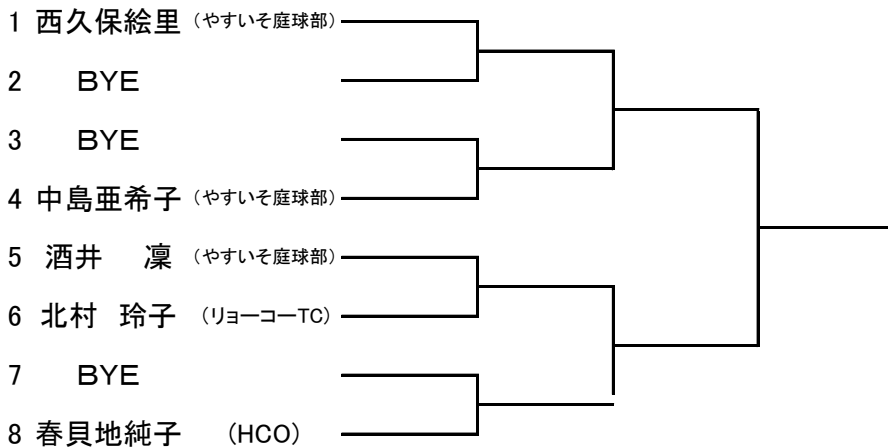 1 西久保絵里 (やすいそ庭球部)
2 BYE
3 BYE
4 中島亜希子 (やすいそ庭球部)
5 酒井 凜 (やすいそ庭球部)
6 北村 玲子 (リョーコーTC)
7 BYE
8 春貝地純子 (HCO)